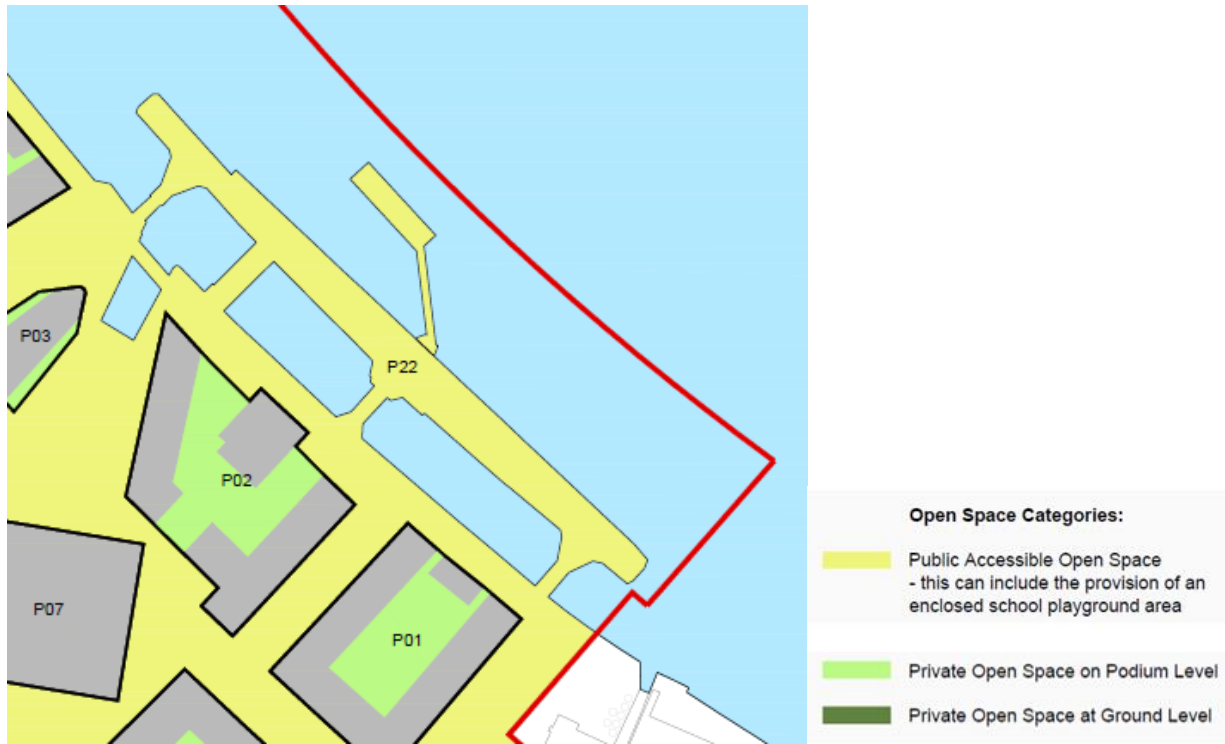 P03
P22
P02
P07
P01
Open Space Categories:
Public Accessible Open Space
- this can include the provision of an
enclosed school playground area
Private Open Space on Podium Level
Private Open Space at Ground Level